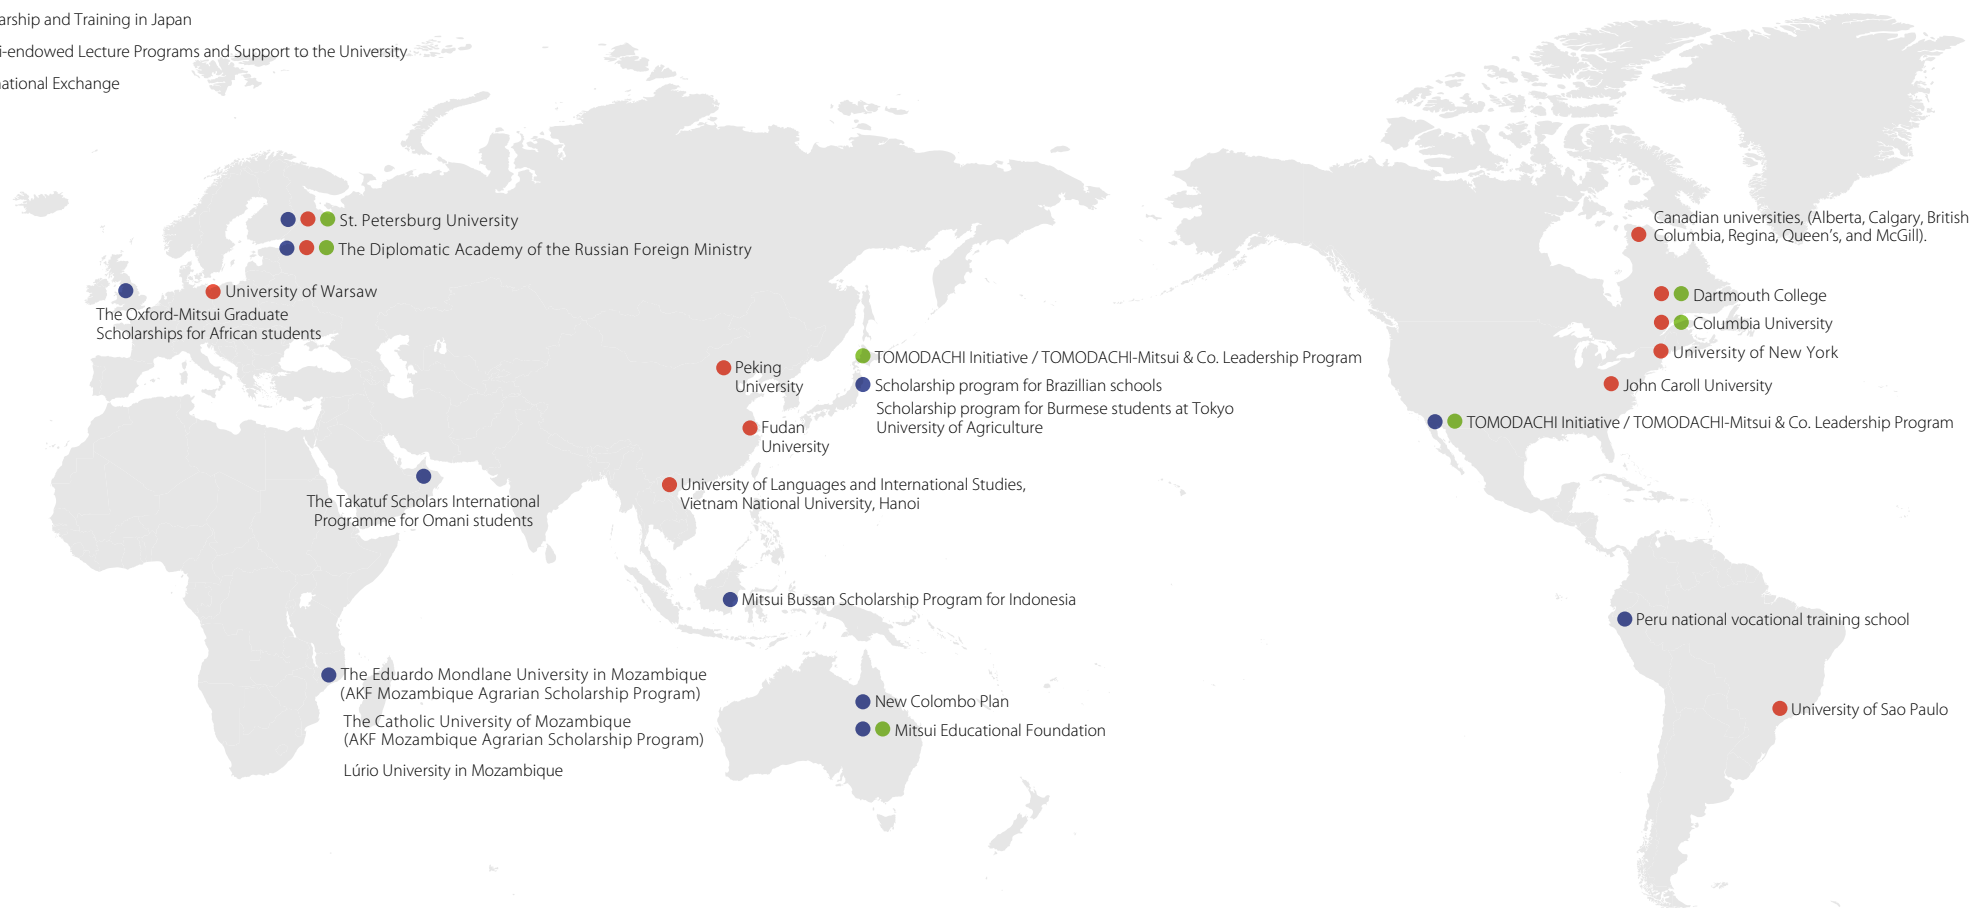 arship and Training in Japan
i-endowed Lecture Programs and Support to the University
ational Exchange
St. Petersburg University
The Diplomatic Academy of the Russian Foreign Ministry
University of Warsaw
The Oxford-Mitsui Graduate
Scholarships for African students
Peking
University
Fudan
University
TOMODACHI Initiative / TOMODACHI-Mitsui & Co. Leadership Program
Scholarship program for Brazillian schools
Scholarship program for Burmese students at Tokyo
University of Agriculture
The Takatuf Scholars International
Programme for Omani students
University of Languages and International Studies,
Vietnam National University, Hanoi
Mitsui Bussan Scholarship Program for Indonesia
The Eduardo Mondlane University in Mozambique
(AKF Mozambique Agrarian Scholarship Program)
The Catholic University of Mozambique
(AKF Mozambique Agrarian Scholarship Program)
Lúrio University in Mozambique
New Colombo Plan
Mitsui Educational Foundation
Canadian universities, (Alberta, Calgary, British
Columbia, Regina, Queen’s, and McGill).
Dartmouth College
Columbia University
University of New York
John Caroll University
TOMODACHI Initiative / TOMODACHI-Mitsui & Co. Leadership Program
Peru national vocational training school
University of Sao Paulo